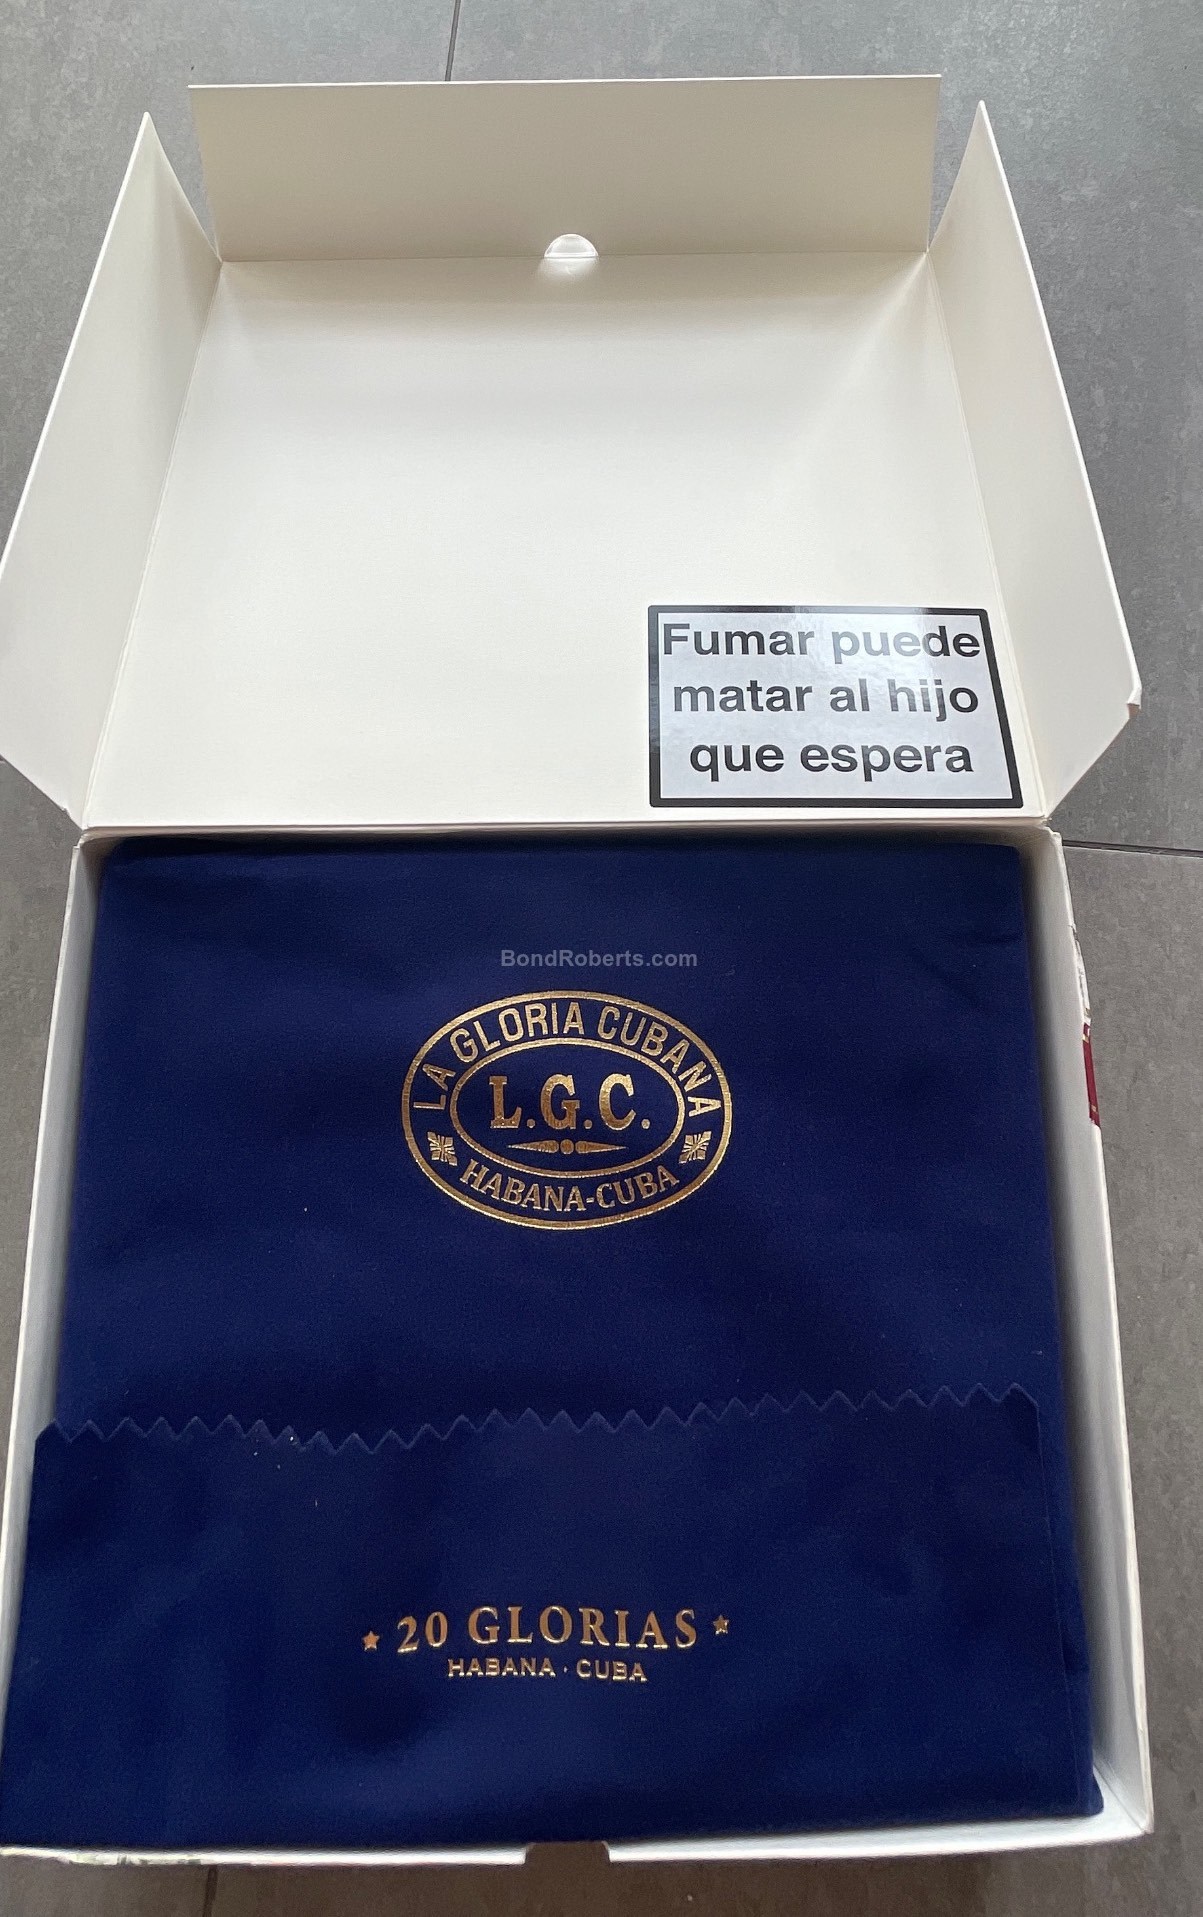 Fumar puede
matar al hijo
que espera
BondRoberts.com
LA GLORIA CUBANA
L.G.C.
HABANA-CUBA
★ 20 GLORIAS ★
HABANA · CUBA